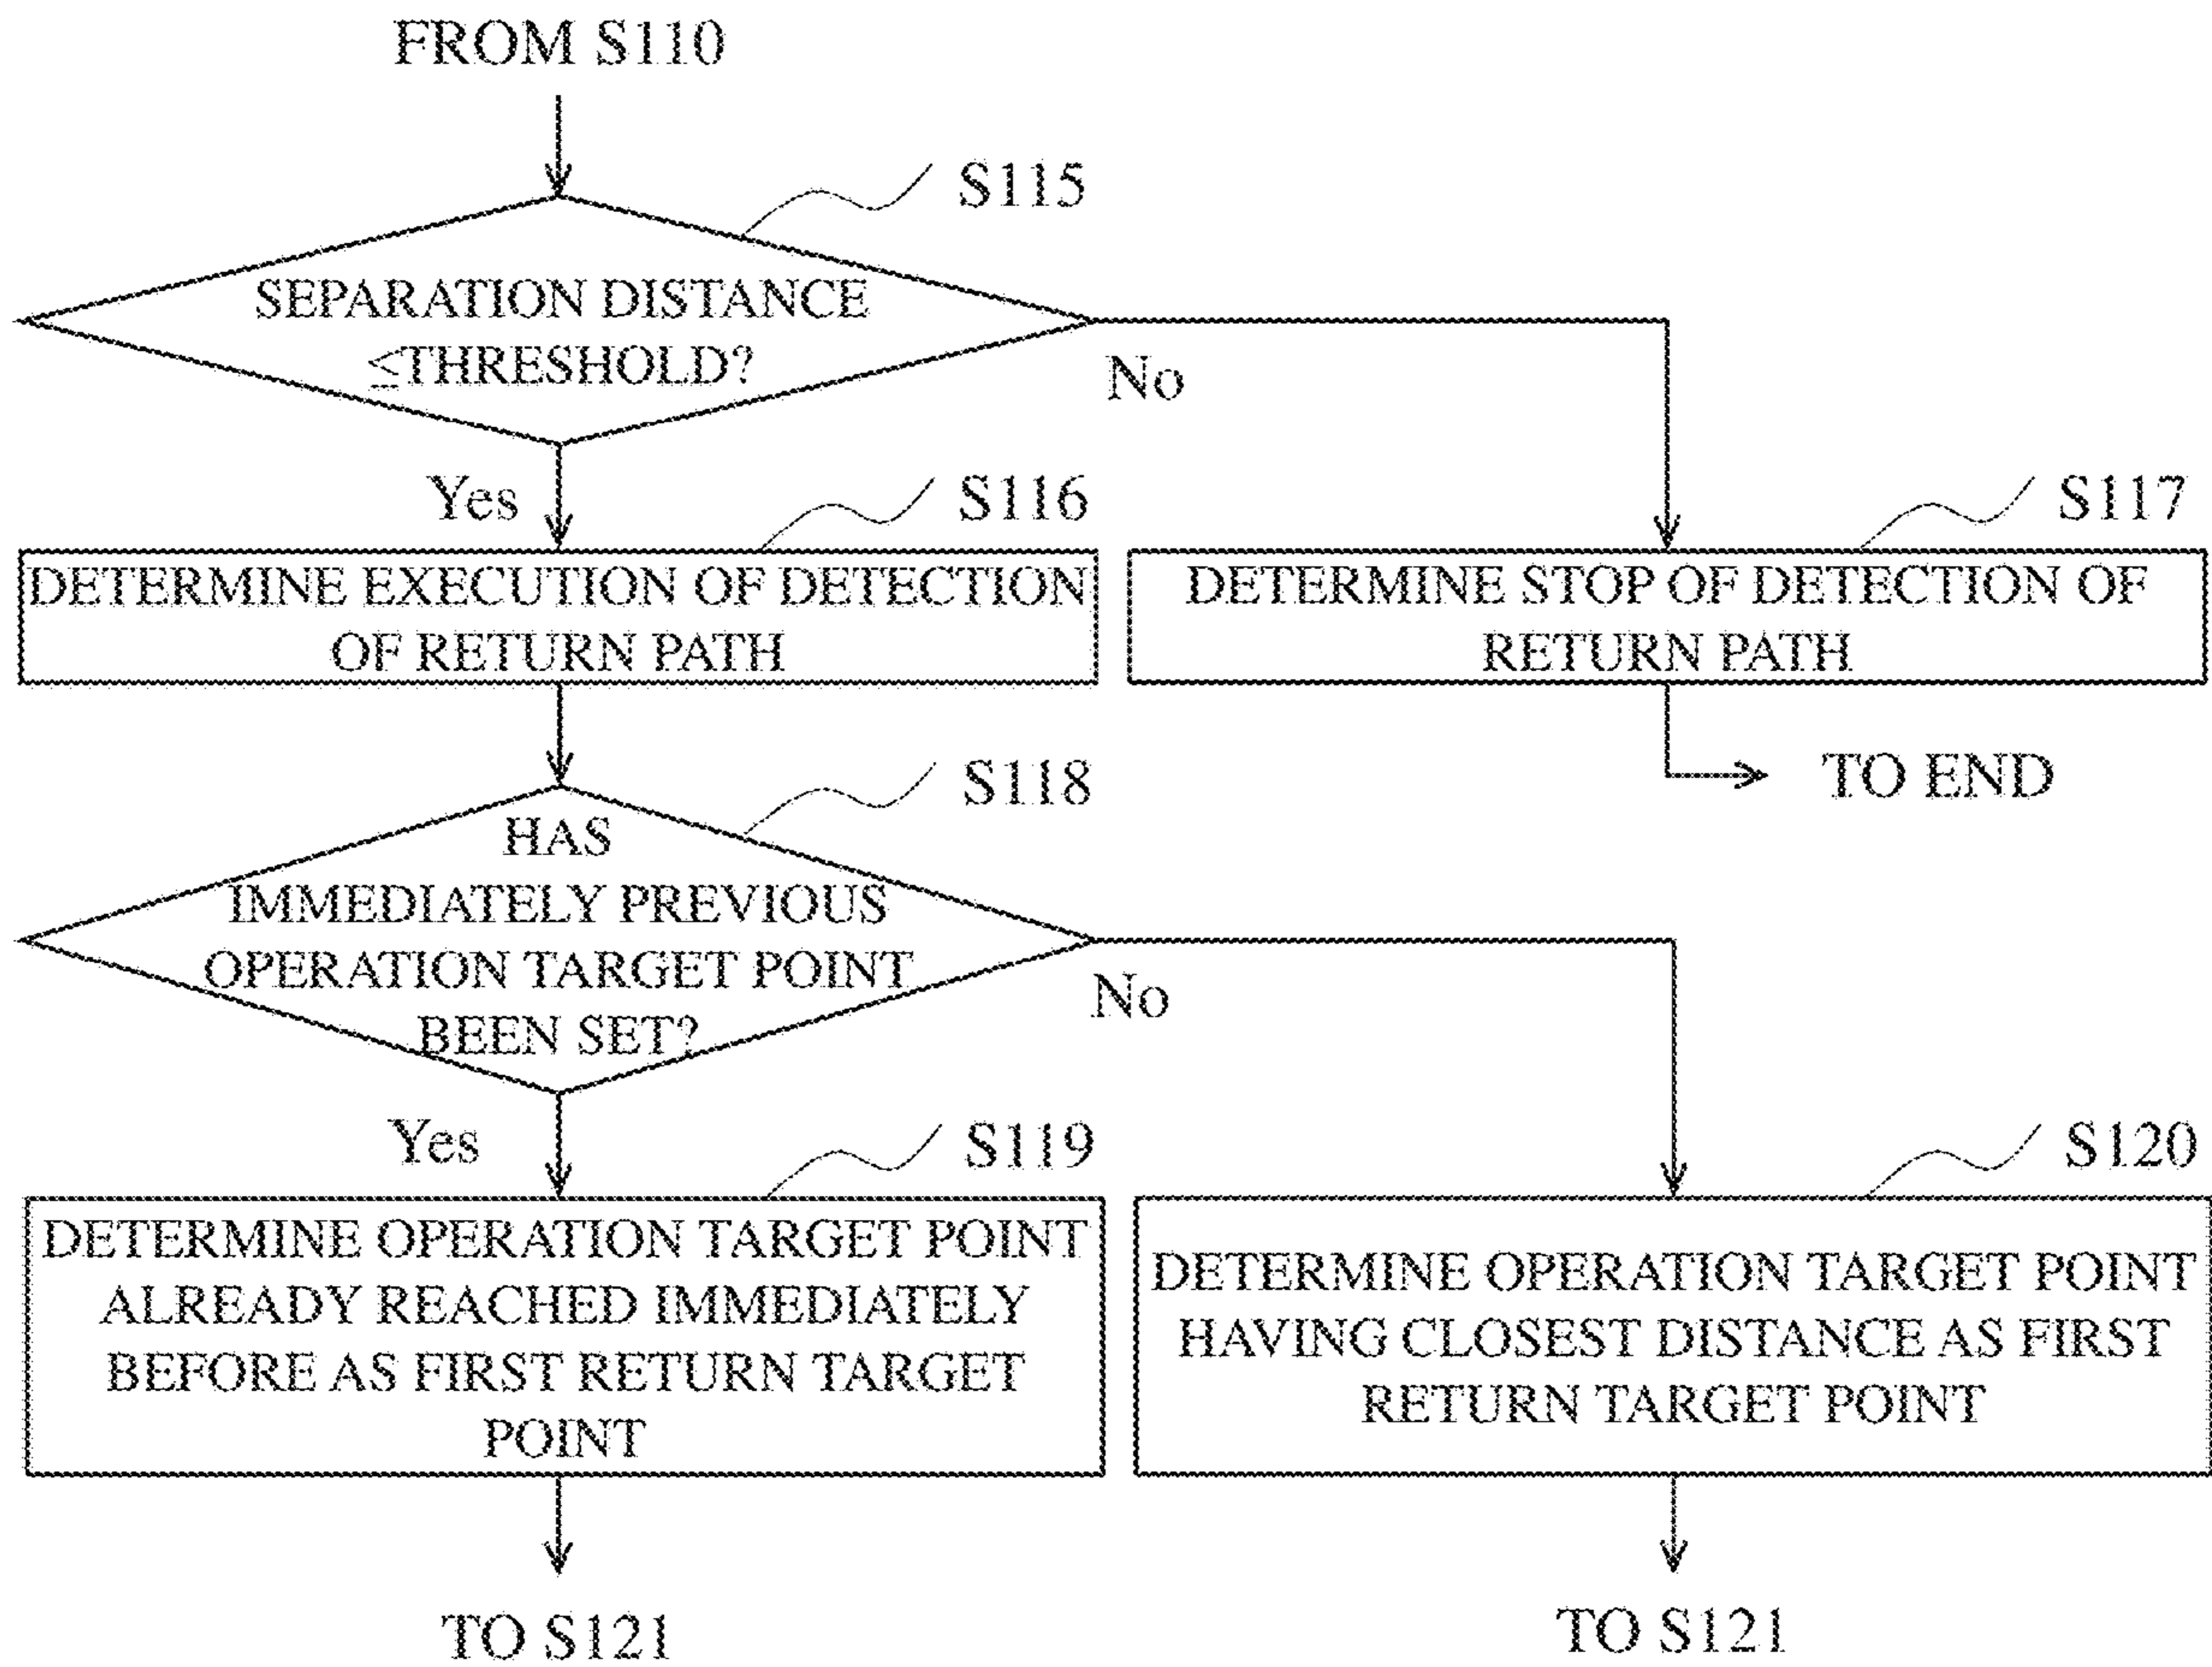 FROM S110
S115
SEPARATION DISTANCE
≤THRESHOLD?
No
Yes
S116
S117
DETERMINE EXECUTION OF DETECTION
OF RETURN PATH
DETERMINE STOP OF DETECTION OF
RETURN PATH
TO END
S118
HAS
IMMEDIATELY PREVIOUS
OPERATION TARGET POINT
BEEN SET?
No
Yes
S119
S120
DETERMINE OPERATION TARGET POINT
ALREADY REACHED IMMEDIATELY
BEFORE AS FIRST RETURN TARGET
POINT
DETERMINE OPERATION TARGET POINT
HAVING CLOSEST DISTANCE AS FIRST
RETURN TARGET POINT
TO S121
TO S121